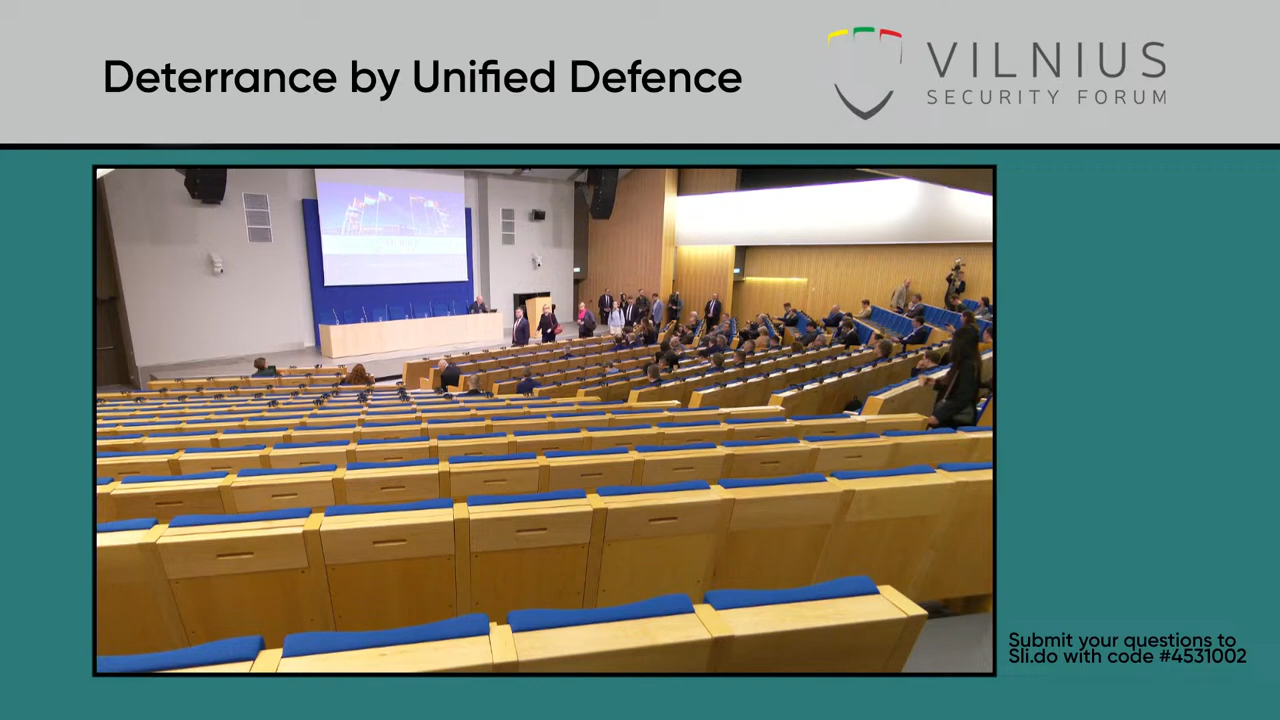 Deterrance by Unified Defence
VILNIUS
SECURITY FORUM
Submit your questions to
Sli.do with code #4531002